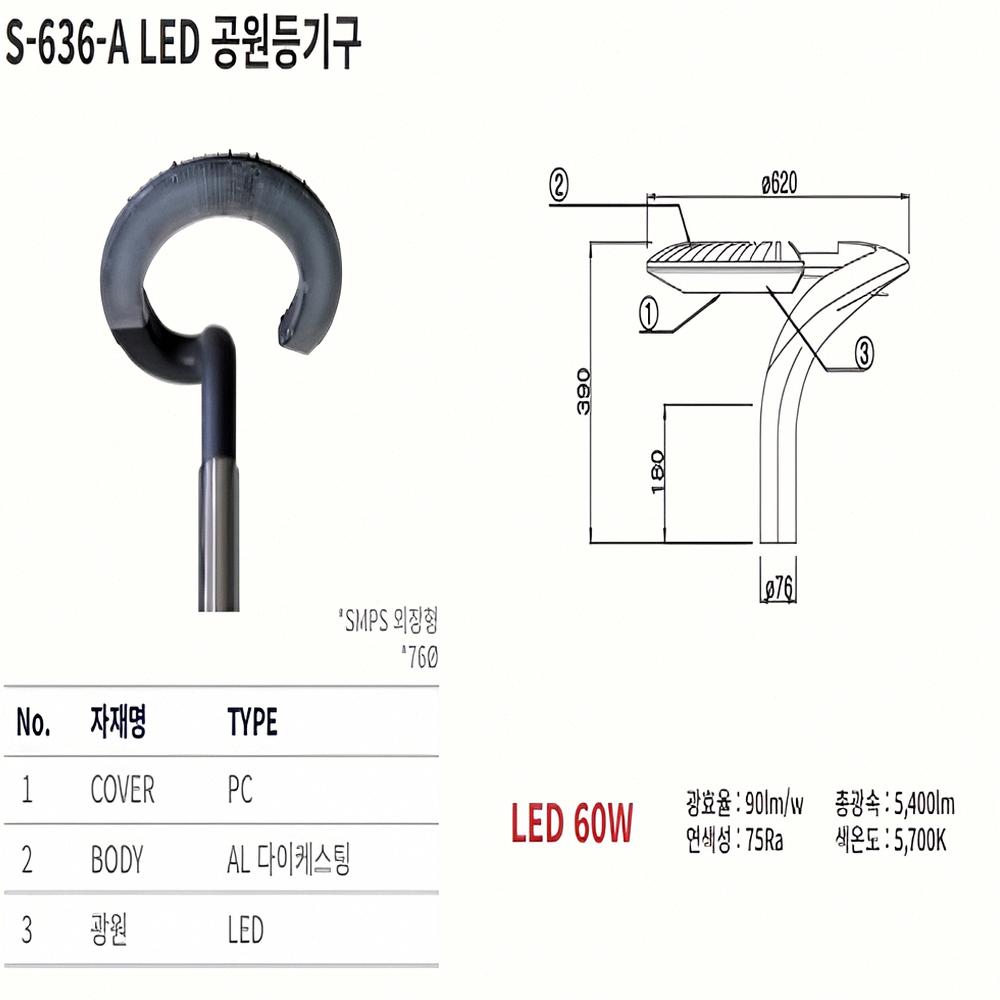 S-636-A LED 공원등기구
②
ø620
①
③
390
180
ø76
*SMPS 외장형
*76Ø
No. 자재명 TYPE
1 COVER PC
2 BODY AL 다이케스팅
3 광원 LED
LED 60W
광효율 : 90lm/w 총광속 : 5,400lm
연색성 : 75Ra 색온도 : 5,700K